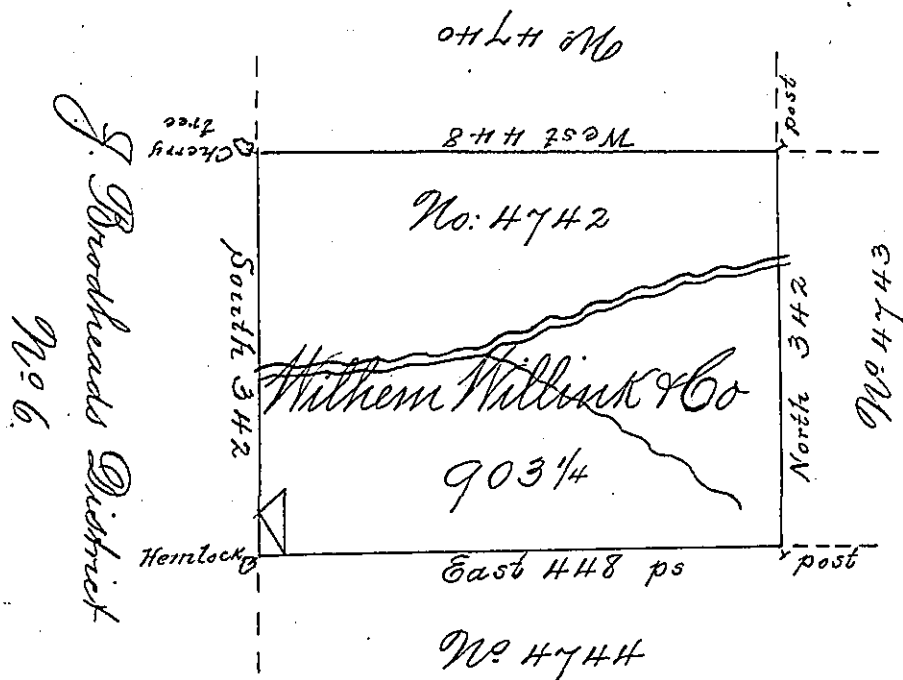 No 4740
West 448
Cherry
tree
post
No: 4742
South 342
North 342
No 4743
J. Brodheads District
No 6.
Wilhem Willink & Co
903 1/4
Hemlock
East 448 ps
post
No 4744